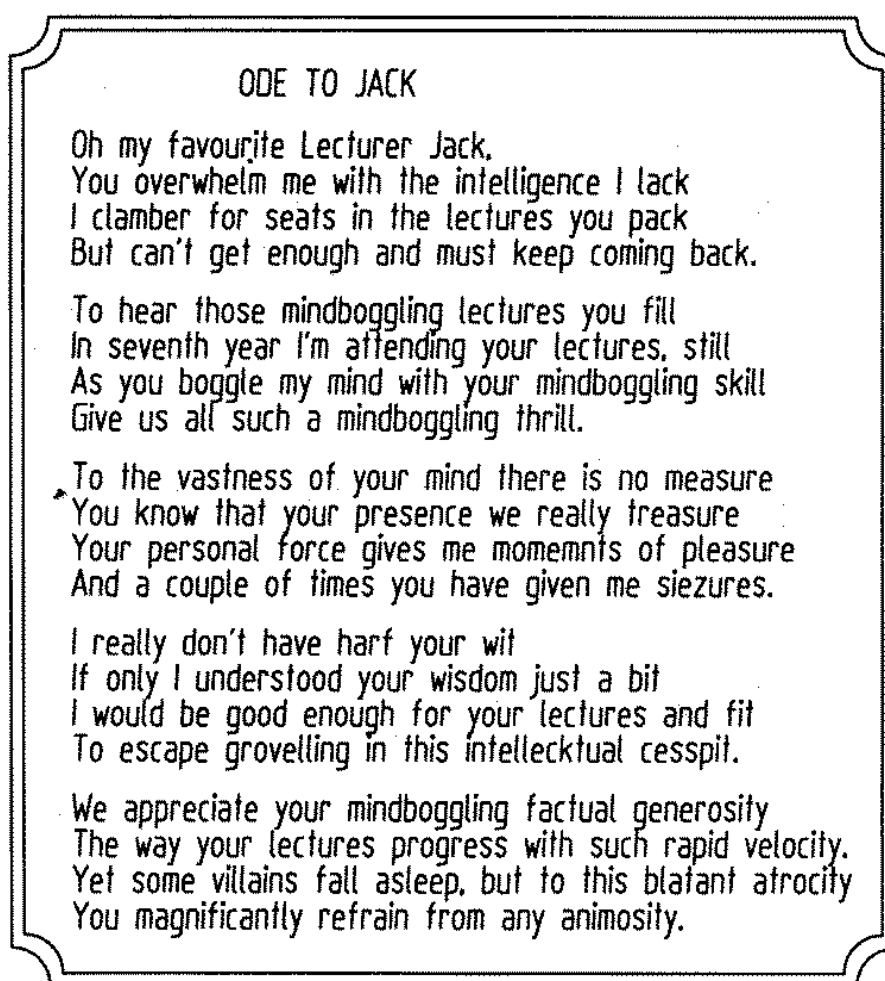 ODE TO JACK
Oh my favourite Lecturer Jack,
You overwhelm me with the intelligence I lack
I clamber for seats in the lectures you pack
But can't get enough and must keep coming back.
To hear those mindboggling lectures you fill
In seventh year I'm attending your lectures, still
As you boggle my mind with your mindboggling skill
Give us all such a mindboggling thrill.
To the vastness of your mind there is no measure
You know that your presence we really treasure
Your personal force gives me momemnts of pleasure
And a couple of times you have given me siezures.
I really don't have harf your wit
If only I understood your wisdom just a bit
I would be good enough for your lectures and fit
To escape grovelling in this intellecktual cesspit.
We appreciate your mindboggling factual generosity
The way your lectures progress with such rapid velocity.
Yet some villains fall asleep, but to this blatant atrocity
You magnificantly refrain from any animosity.